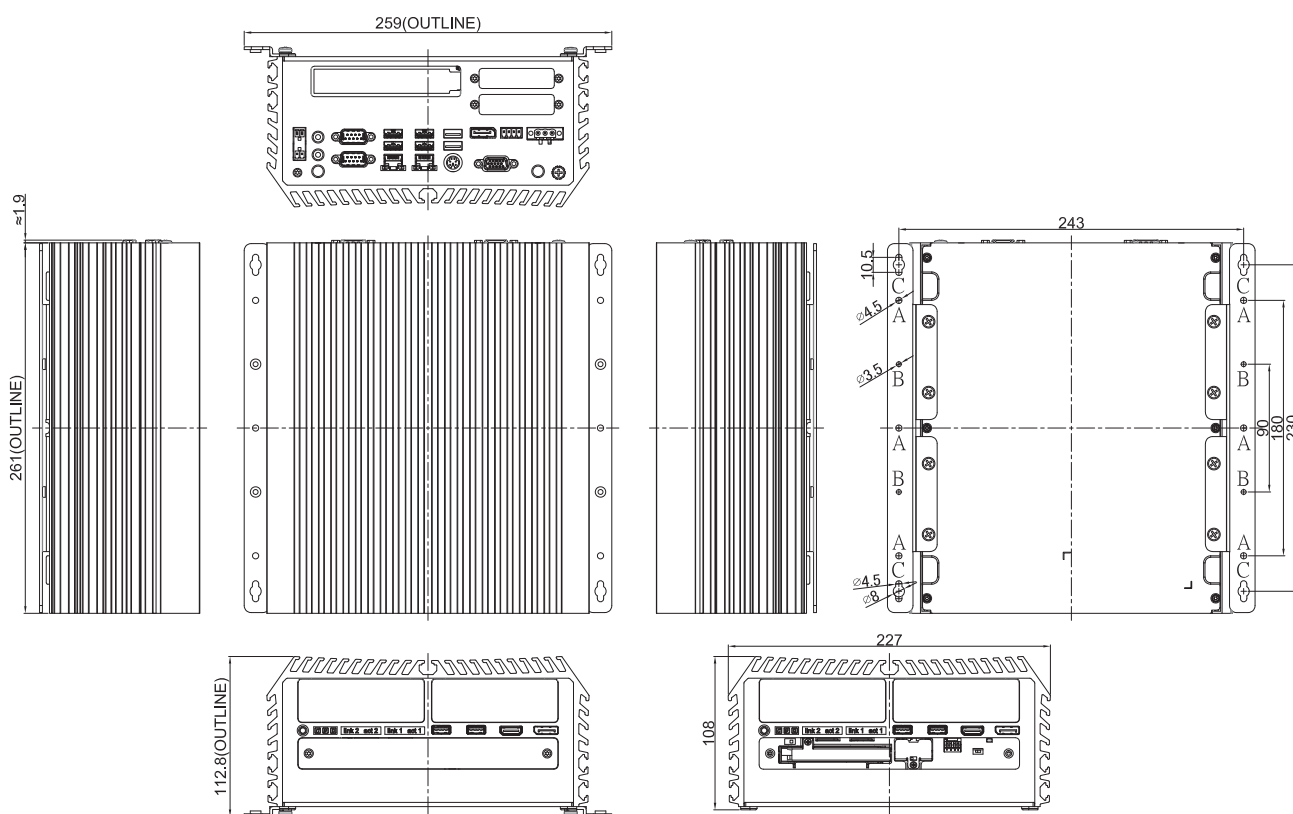 259(OUTLINE)
≈1.9
261(OUTLINE)
243
10.5
C C
∅4.5
A A
∅3.5
B B
A A
90
180
230
B B
A A
C C
∅4.5
∅8
112.8(OUTLINE)
link 2 act 2 link 1 act 1
227
108
link 2 act 2 link 1 act 1